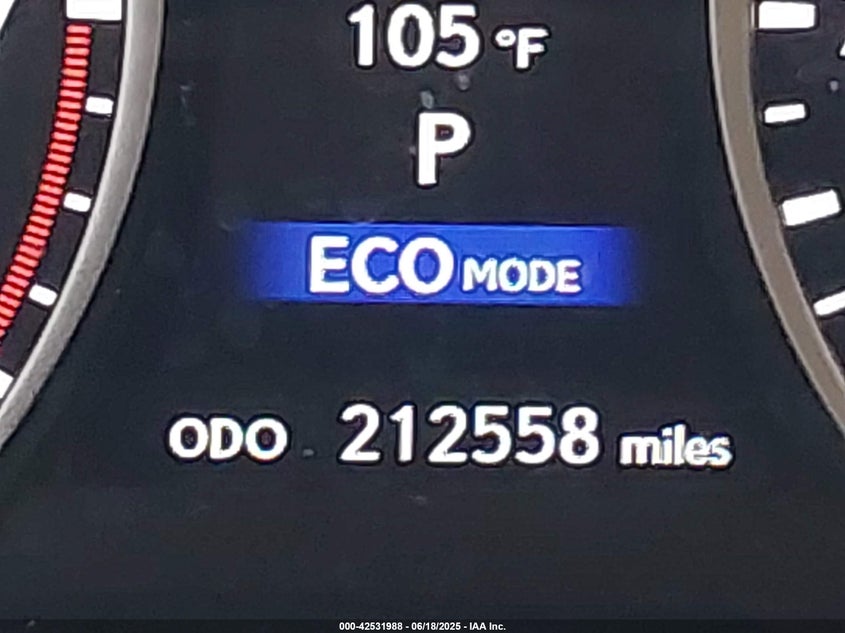 105 °F
P
ECO MODE
ODO 212558 miles
000-42531988 - 06/18/2025 - IAA Inc.